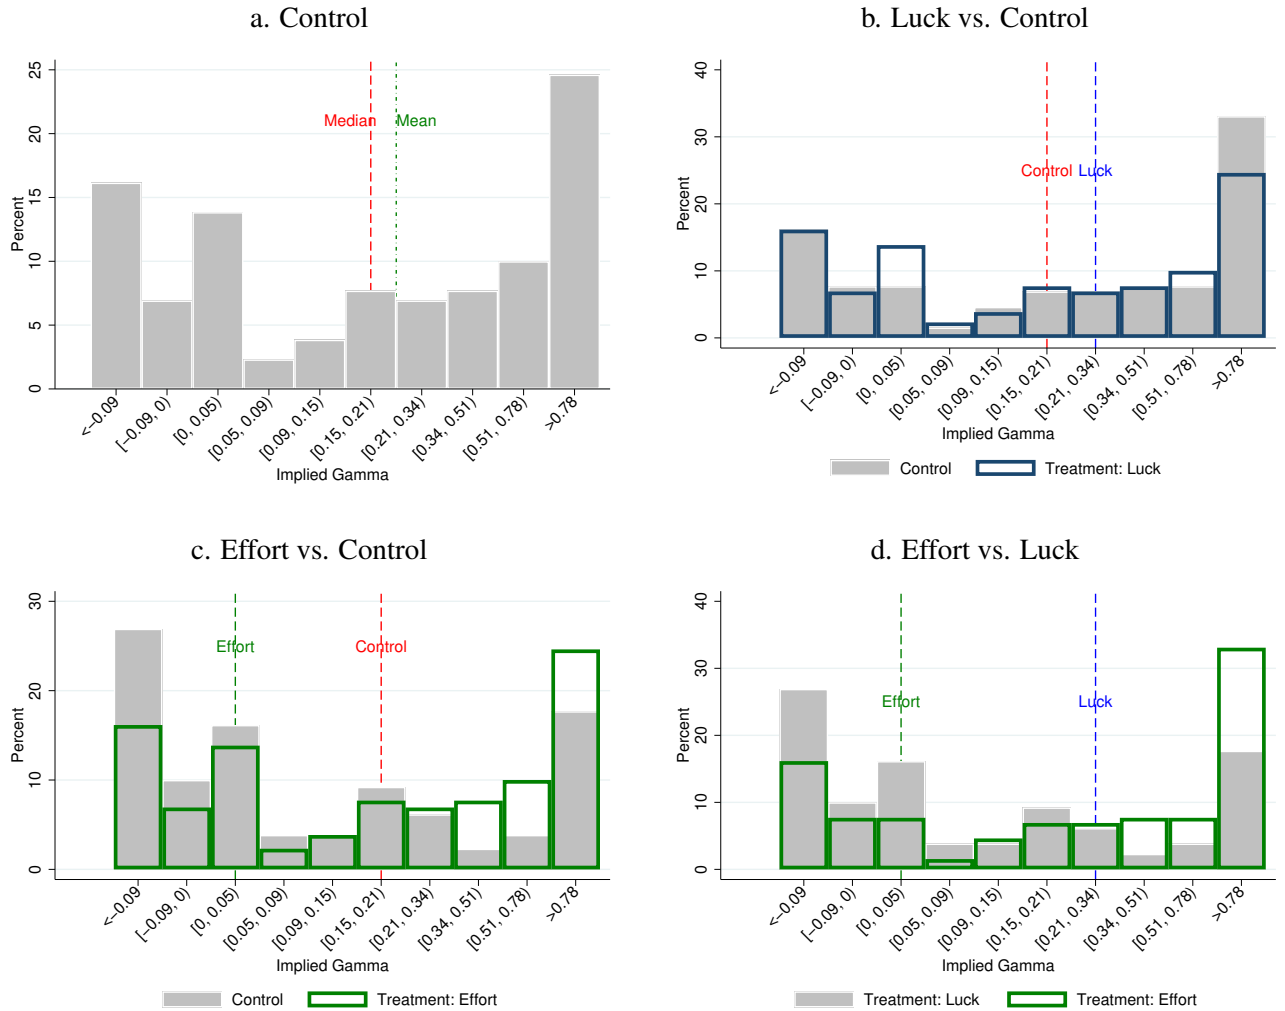 a. Control
25
20
15
10
5
0
Percent
Median
Mean
<−0.09
[−0.09, 0)
[0, 0.05)
[0.05, 0.09)
[0.09, 0.15)
[0.15, 0.21)
[0.21, 0.34)
[0.34, 0.51)
[0.51, 0.78)
>0.78
Implied Gamma
b. Luck vs. Control
40
30
20
10
0
Percent
Control
Luck
<−0.09
[−0.09, 0)
[0, 0.05)
[0.05, 0.09)
[0.09, 0.15)
[0.15, 0.21)
[0.21, 0.34)
[0.34, 0.51)
[0.51, 0.78)
>0.78
Implied Gamma
Control
Treatment: Luck
c. Effort vs. Control
30
20
10
0
Percent
Effort
Control
<−0.09
[−0.09, 0)
[0, 0.05)
[0.05, 0.09)
[0.09, 0.15)
[0.15, 0.21)
[0.21, 0.34)
[0.34, 0.51)
[0.51, 0.78)
>0.78
Implied Gamma
Control
Treatment: Effort
d. Effort vs. Luck
40
30
20
10
0
Percent
Effort
Luck
<−0.09
[−0.09, 0)
[0, 0.05)
[0.05, 0.09)
[0.09, 0.15)
[0.15, 0.21)
[0.21, 0.34)
[0.34, 0.51)
[0.51, 0.78)
>0.78
Implied Gamma
Treatment: Luck
Treatment: Effort